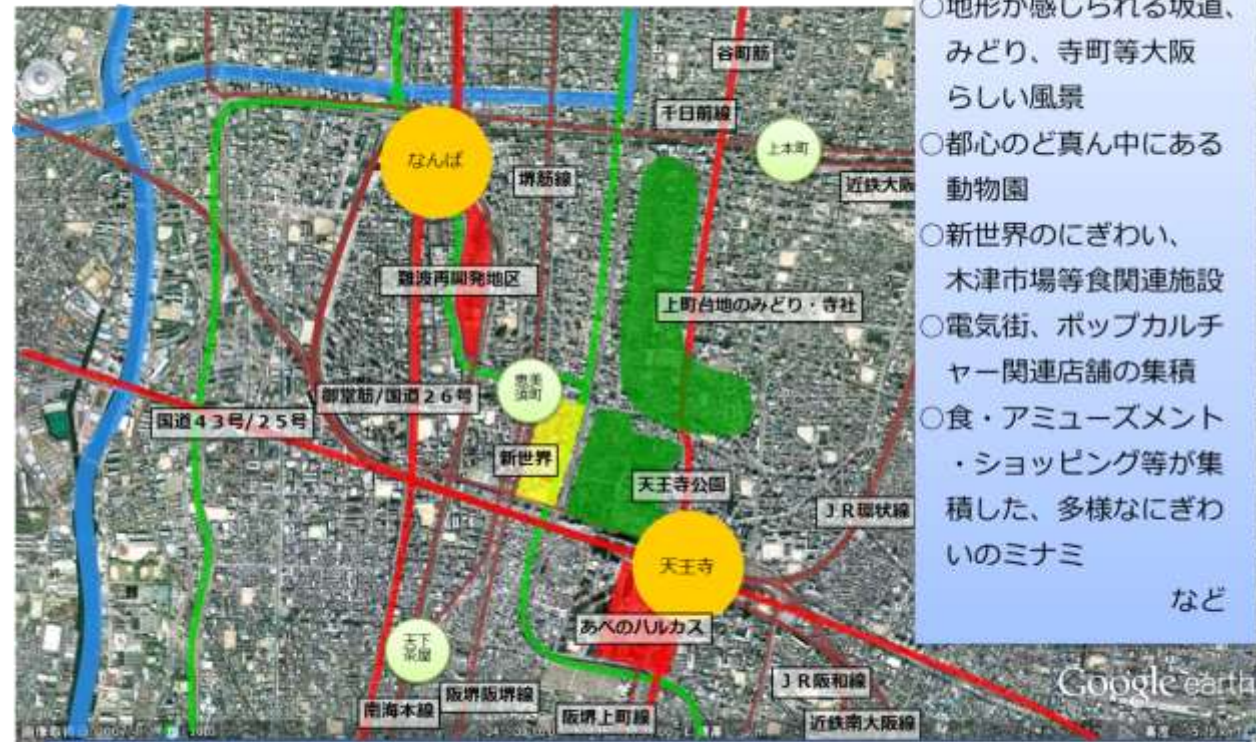 谷町筋
千日前線
なんば
上本町
堺筋線
近鉄大阪
難波再開発地区
上町台地のみどり・寺社
恵美
須町
御堂筋/国道２６号
国道４３号/２５号
新世界
天王寺公園
ＪＲ環状線
天王寺
あべのハルカス
天下
茶屋
ＪＲ阪和線
阪堺阪堺線
南海本線
阪堺上町線
近鉄南大阪線
Google earth
○地形が感じられる坂道、
みどり、寺町等大阪
らしい風景
○都心のど真ん中にある
動物園
○新世界のにぎわい、
木津市場等食関連施設
○電気街、ポップカルチ
ャー関連店舗の集積
○食・アミューズメント
・ショッピング等が集
積した、多様なにぎわ
いのミナミ
など